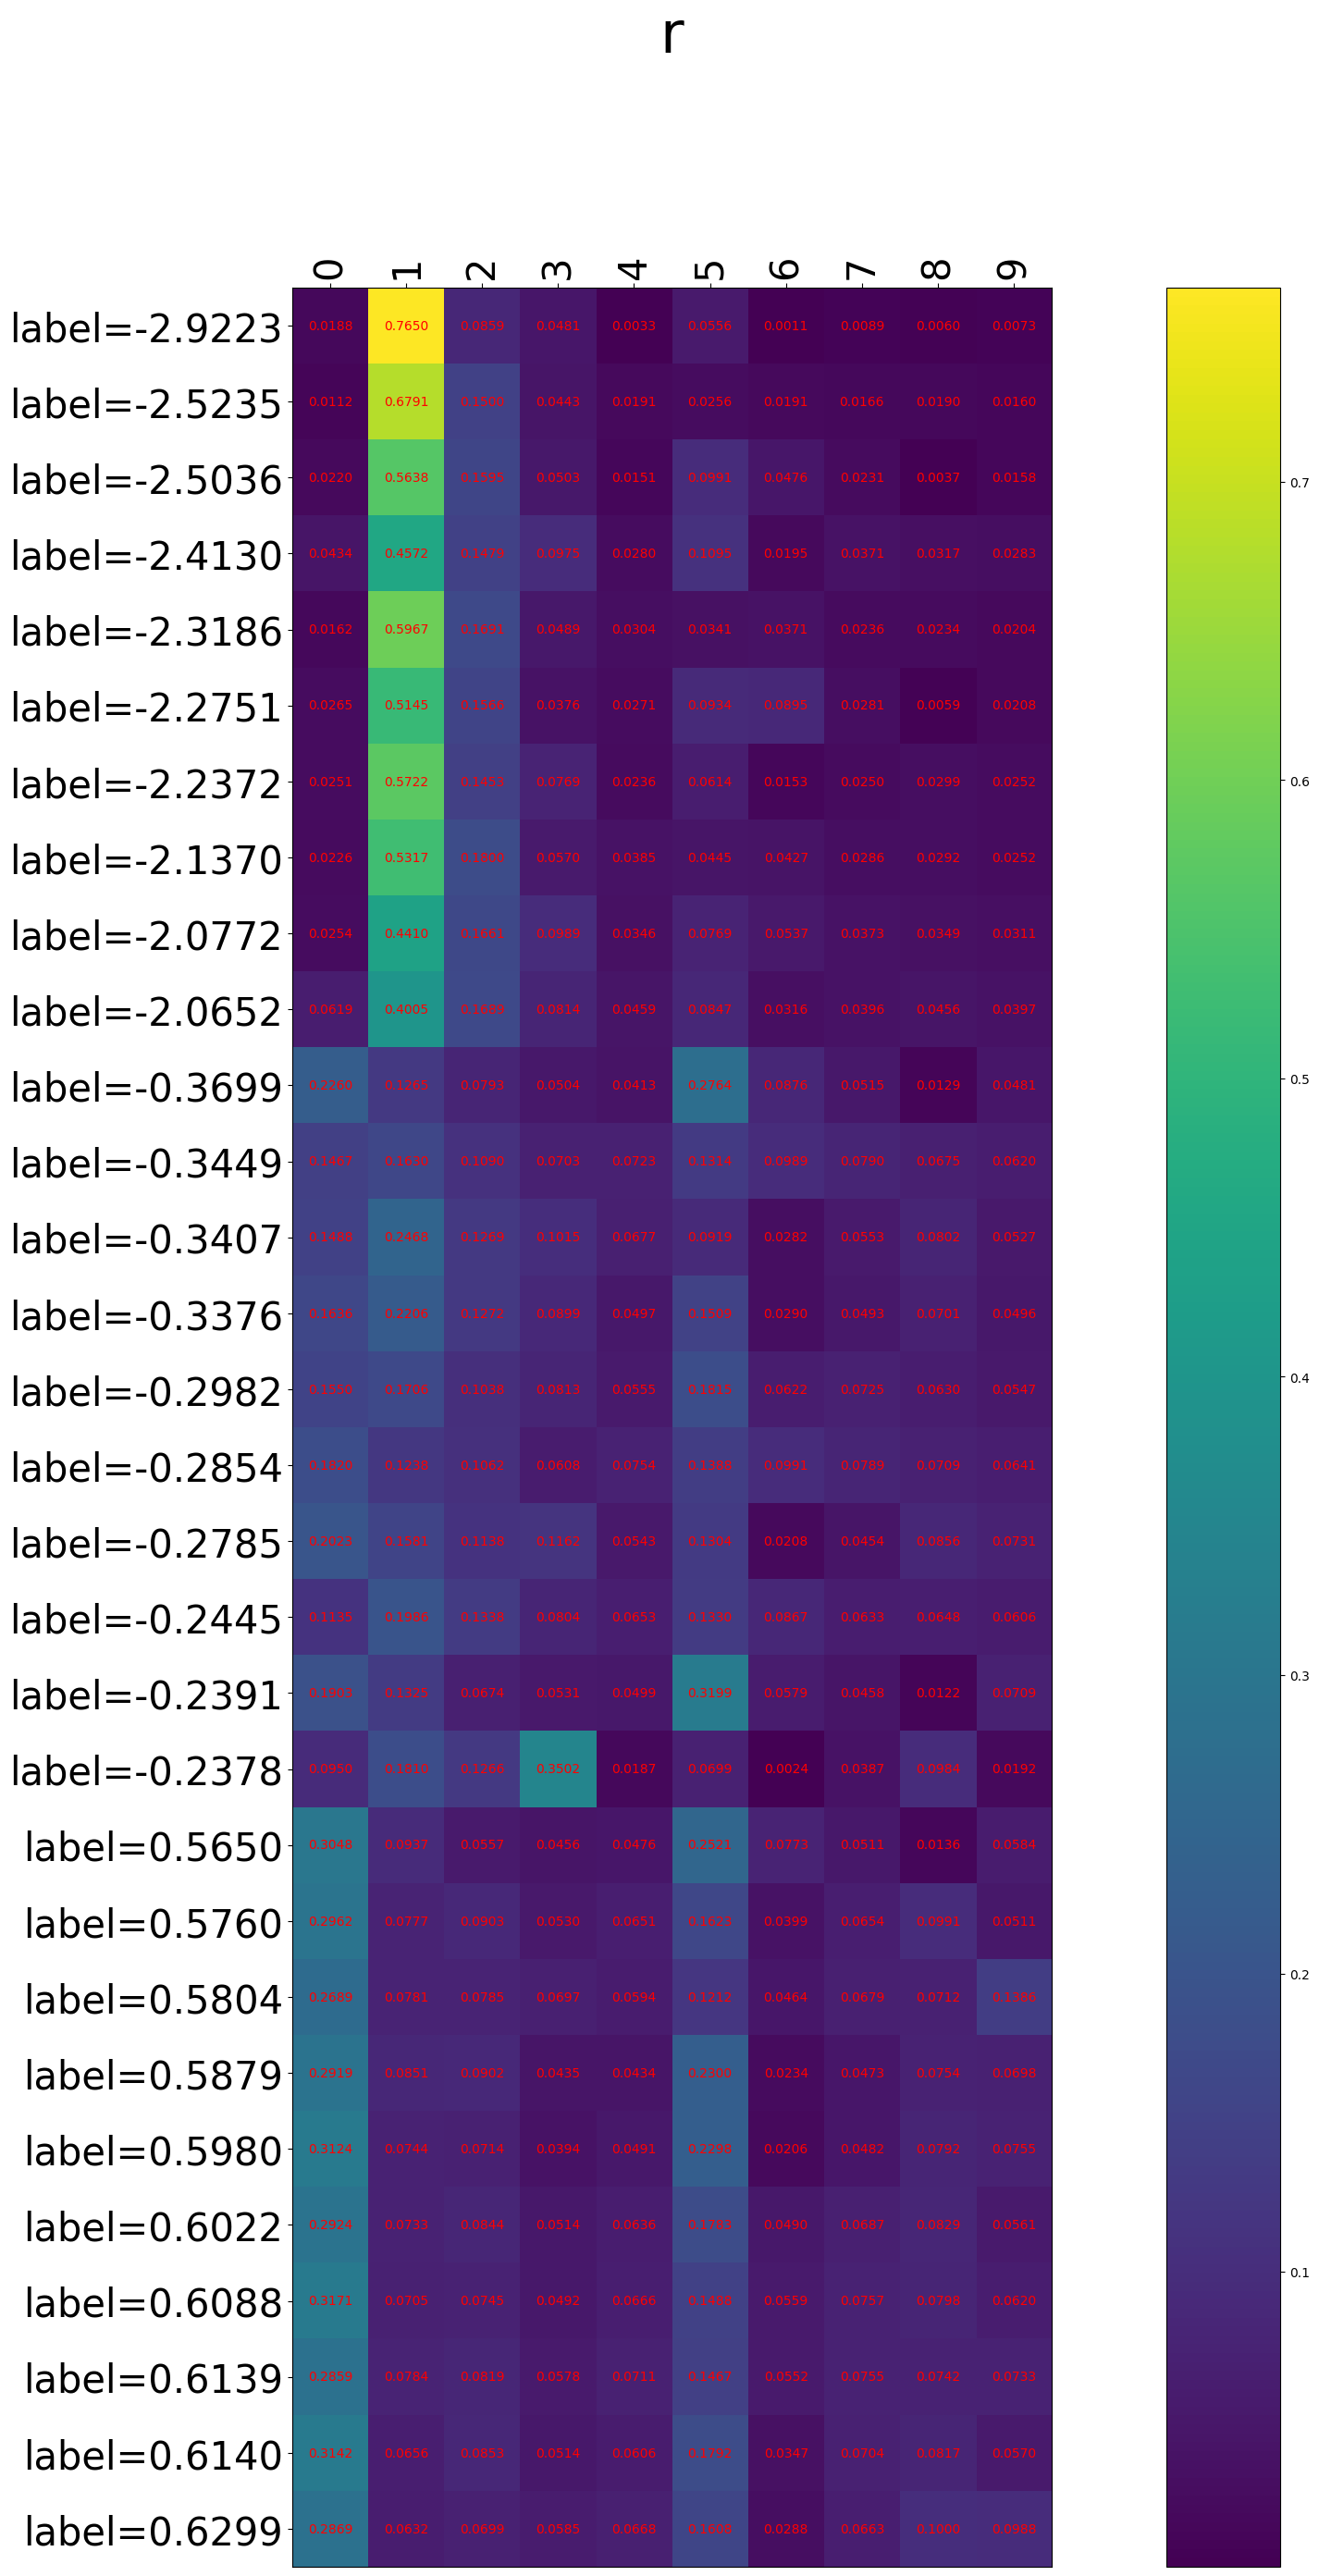 r
0 1 2 3 4 5 6 7 8 9
label=-2.9223 0.0188 0.7650 0.0859 0.0481 0.0033 0.0556 0.0011 0.0089 0.0060 0.0073
label=-2.5235 0.0112 0.6791 0.0443 0.0191 0.0256 0.0191 0.0166 0.0190 0.0160
label=-2.5036 0.0220 0.5638 0.0503 0.0151 0.0991 0.0476 0.0231 0.0037 0.0158
0.7
label=-2.4130 0.0434 0.4572 0.0975 0.0280 0.1095 0.0195 0.0371 0.0317 0.0283
label=-2.3186 0.0162 0.5967 0.0489 0.0304 0.0341 0.0371 0.0236 0.0234 0.0204
label=-2.2751 0.0265 0.5145 0.0376 0.0271 0.0934 0.0895 0.0281 0.0059 0.0208
label=-2.2372 0.0251 0.5722 0.0769 0.0236 0.0614 0.0153 0.0250 0.0299 0.0252
0.6
label=-2.1370 0.0226 0.5317 0.0570 0.0385 0.0445 0.0427 0.0286 0.0292 0.0252
label=-2.0772 0.0254 0.4410 0.0989 0.0346 0.0769 0.0537 0.0373 0.0349 0.0311
label=-2.0652 0.0619 0.4005 0.0814 0.0459 0.0847 0.0316 0.0396 0.0456 0.0397
label=-0.3699 0.2260 0.1265 0.0793 0.0504 0.0413 0.2764 0.0876 0.0515 0.0129 0.0481
0.5
label=-0.3449 0.1090 0.0703 0.0723 0.1314 0.0989 0.0790 0.0675 0.0620
label=-0.3407 0.2468 0.1269 0.1015 0.0677 0.0919 0.0282 0.0553 0.0802 0.0527
label=-0.3376 0.2206 0.1272 0.0899 0.0497 0.0290 0.0493 0.0701 0.0496
label=-0.2982 0.1038 0.0813 0.0555 0.0622 0.0725 0.0630 0.0547
0.4
label=-0.2854 0.1238 0.1062 0.0608 0.0754 0.0991 0.0789 0.0709 0.0641
label=-0.2785 0.2023 0.1138 0.1162 0.0543 0.1304 0.0208 0.0454 0.0856 0.0731
label=-0.2445 0.1135 0.0804 0.0653 0.0867 0.0633 0.0648 0.0606
label=-0.2391 0.1325 0.0674 0.0531 0.0499 0.3199 0.0579 0.0458 0.0122 0.0709
0.3
label=-0.2378 0.0950 0.3502 0.0187 0.0699 0.0024 0.0387 0.0984 0.0192
label=0.5650 0.3048 0.0937 0.0557 0.0456 0.0476 0.2521 0.0773 0.0511 0.0136 0.0584
label=0.5760 0.2962 0.0777 0.0903 0.0530 0.0651 0.0399 0.0654 0.0991 0.0511
label=0.5804 0.2689 0.0781 0.0785 0.0697 0.0594 0.1212 0.0464 0.0679 0.0712
0.2
label=0.5879 0.2919 0.0851 0.0902 0.0435 0.0434 0.2300 0.0234 0.0473 0.0754 0.0698
label=0.5980 0.3124 0.0744 0.0714 0.0394 0.0491 0.2298 0.0206 0.0482 0.0792 0.0755
label=0.6022 0.2924 0.0733 0.0844 0.0514 0.0636 0.0490 0.0687 0.0829 0.0561
0.1
label=0.6088 0.3171 0.0705 0.0745 0.0492 0.0666 0.0559 0.0757 0.0798 0.0620
label=0.6139 0.2859 0.0784 0.0819 0.0578 0.0711 0.0552 0.0755 0.0742 0.0733
label=0.6140 0.3142 0.0656 0.0853 0.0514 0.0606 0.0347 0.0704 0.0817 0.0570
label=0.6299 0.2869 0.0632 0.0699 0.0585 0.0668 0.0288 0.0663 0.1000 0.0988